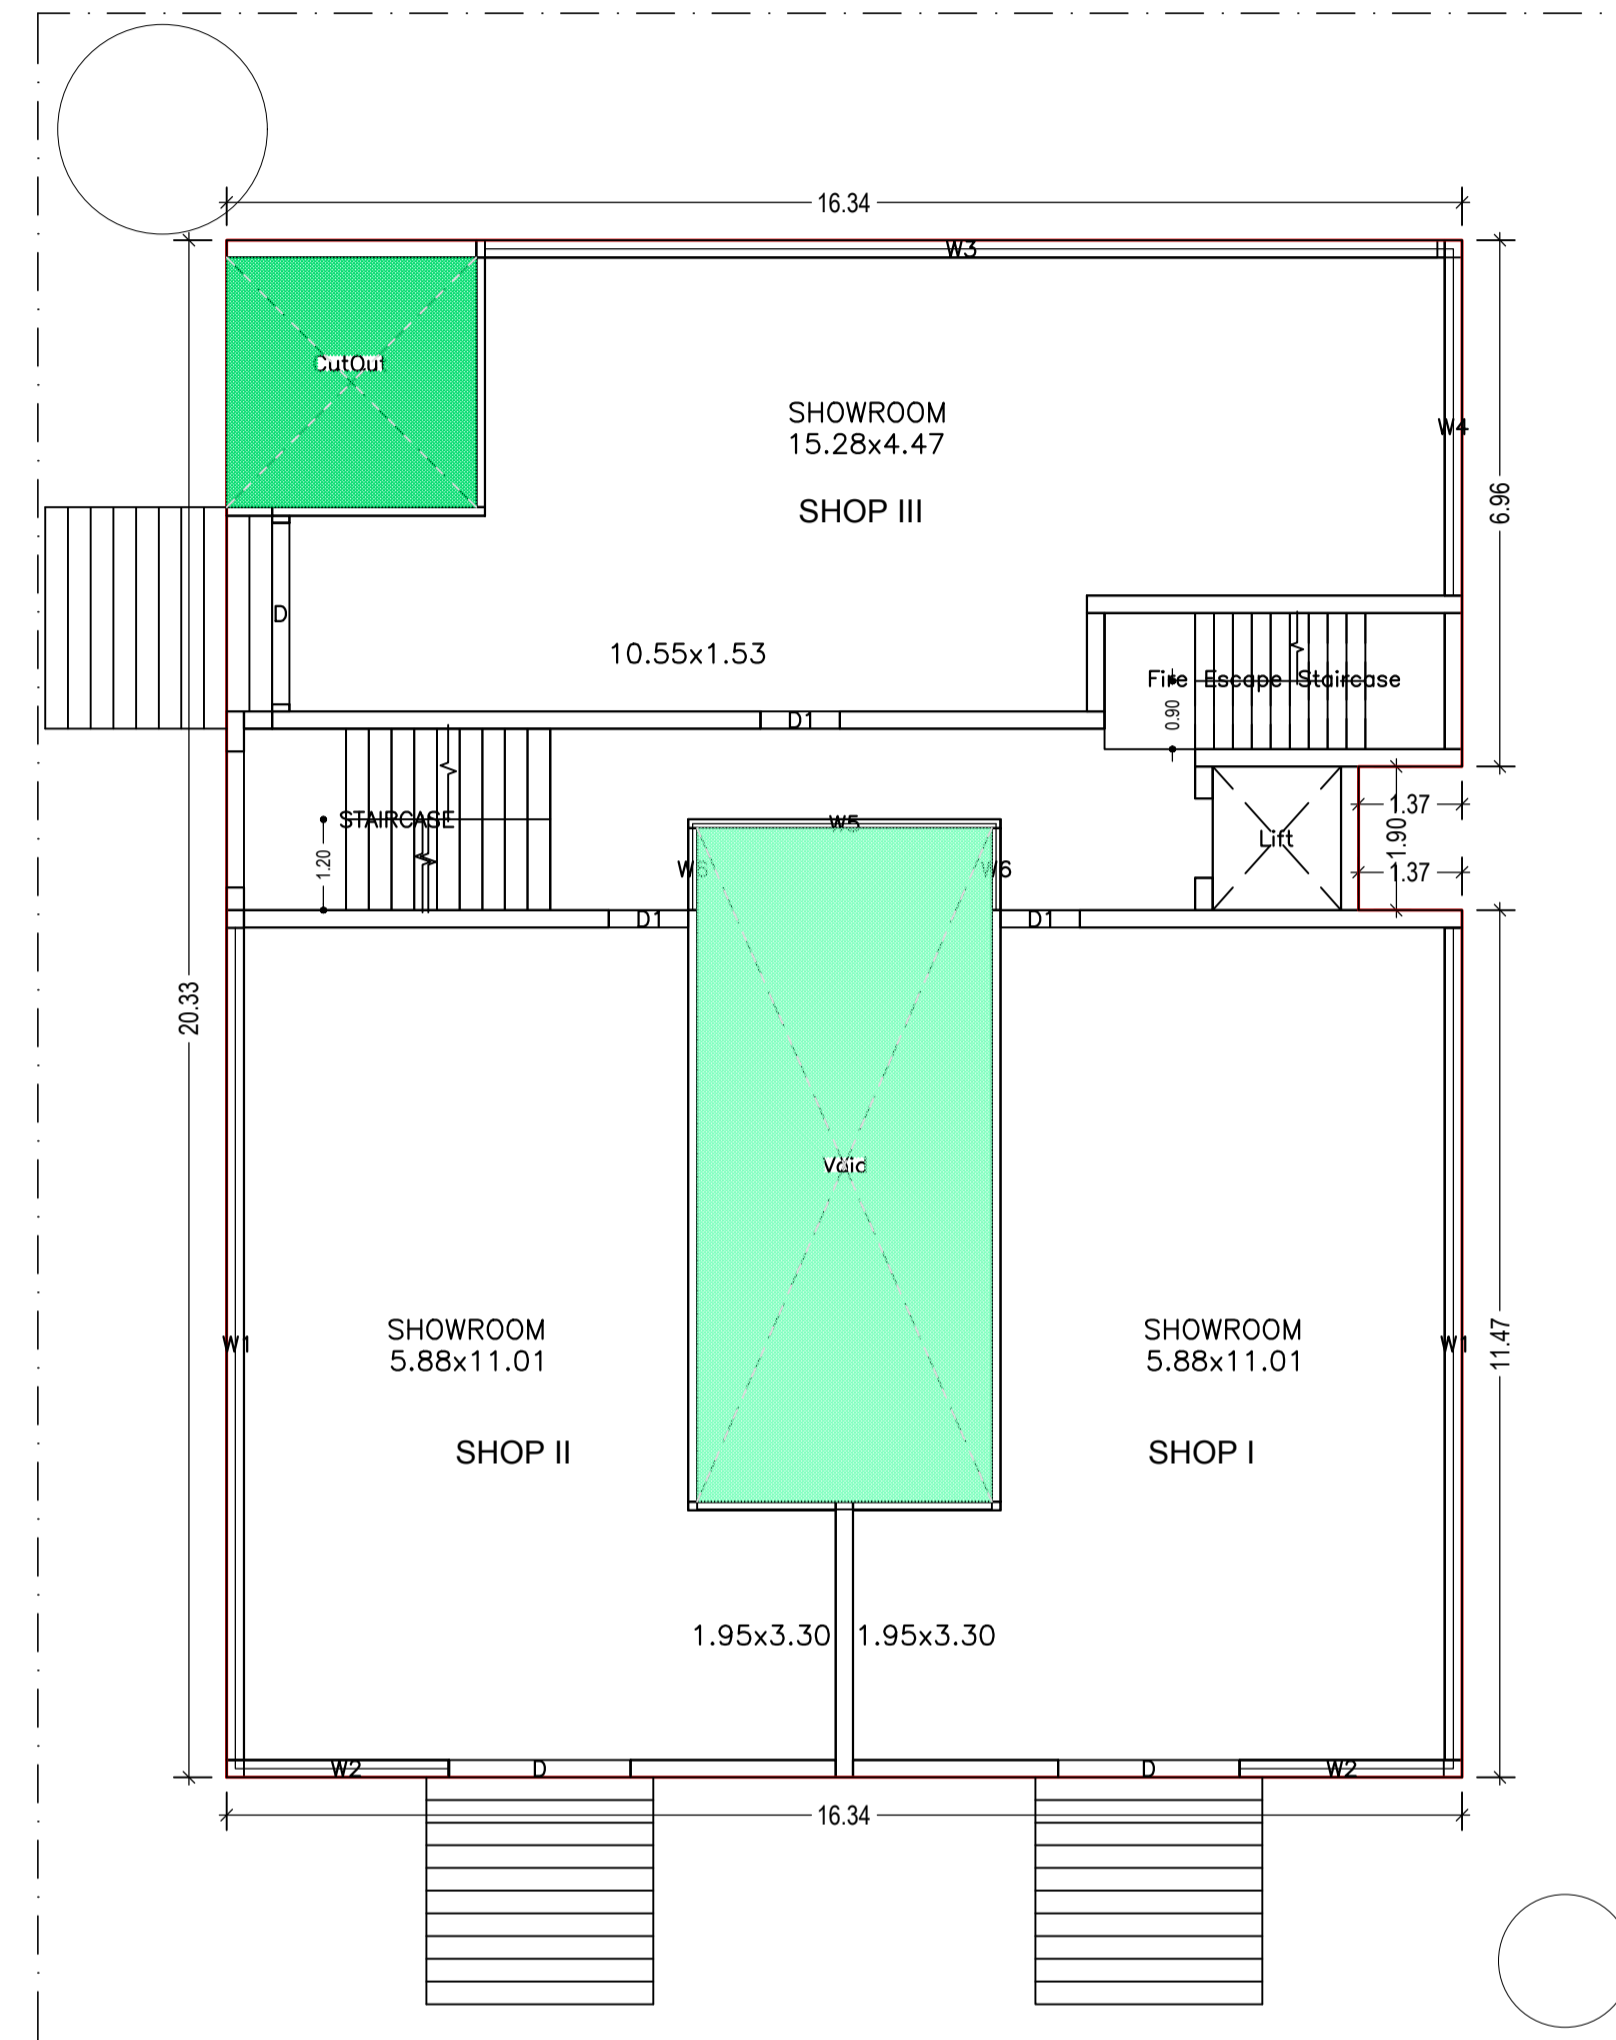 16.34
W3
CutOut
SHOWROOM
15.28x4.47
W4
SHOP III
6.96
D
10.55x1.53
Fire Escape Staircase
0.90
D1
STAIRCASE
1.20
W5
W6
W6
Lift
1.37
1.90
1.37
D1
D1
20.33
Void
SHOWROOM
5.88x11.01
SHOWROOM
5.88x11.01
W1
W1
11.47
SHOP II
SHOP I
1.95x3.30
1.95x3.30
W2
D
D
W2
16.34